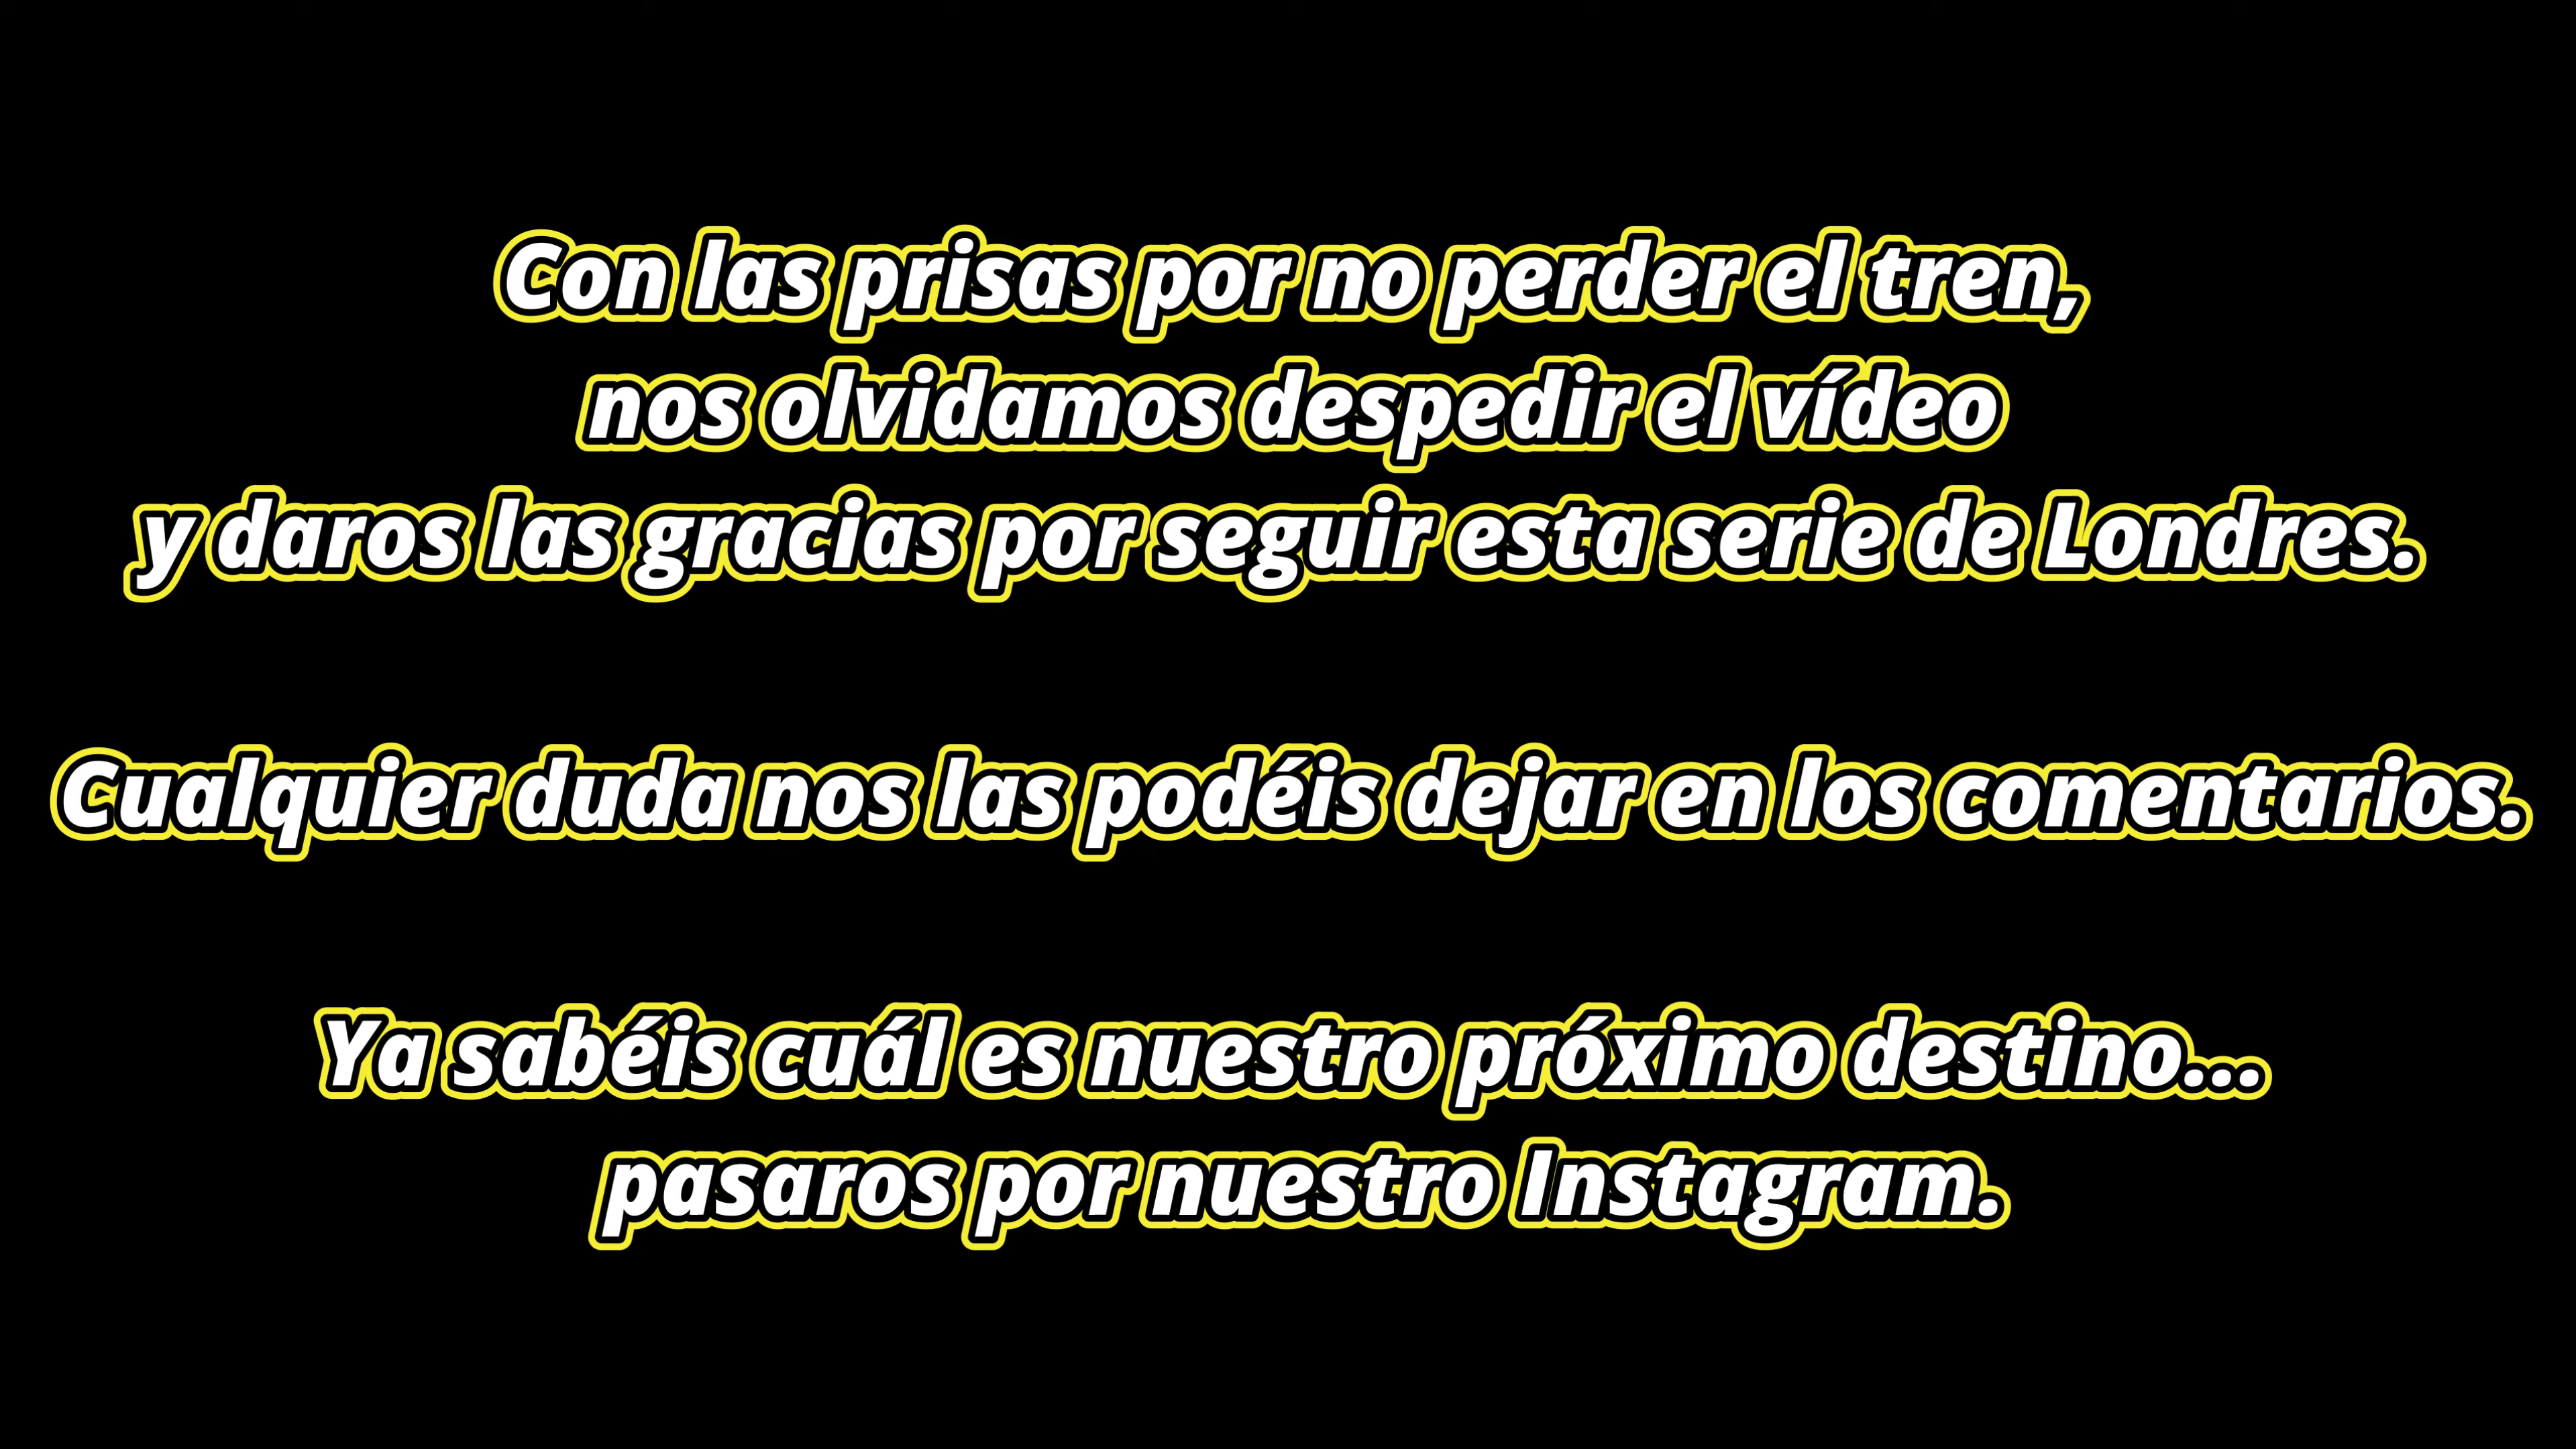 Con las prisas por no perder el tren,
nos olvidamos despedir el vídeo
y daros las gracias por seguir esta serie de Londres.
Cualquier duda nos las podéis dejar en los comentarios.
Ya sabéis cuál es nuestro próximo destino...
pasaros por nuestro Instagram.